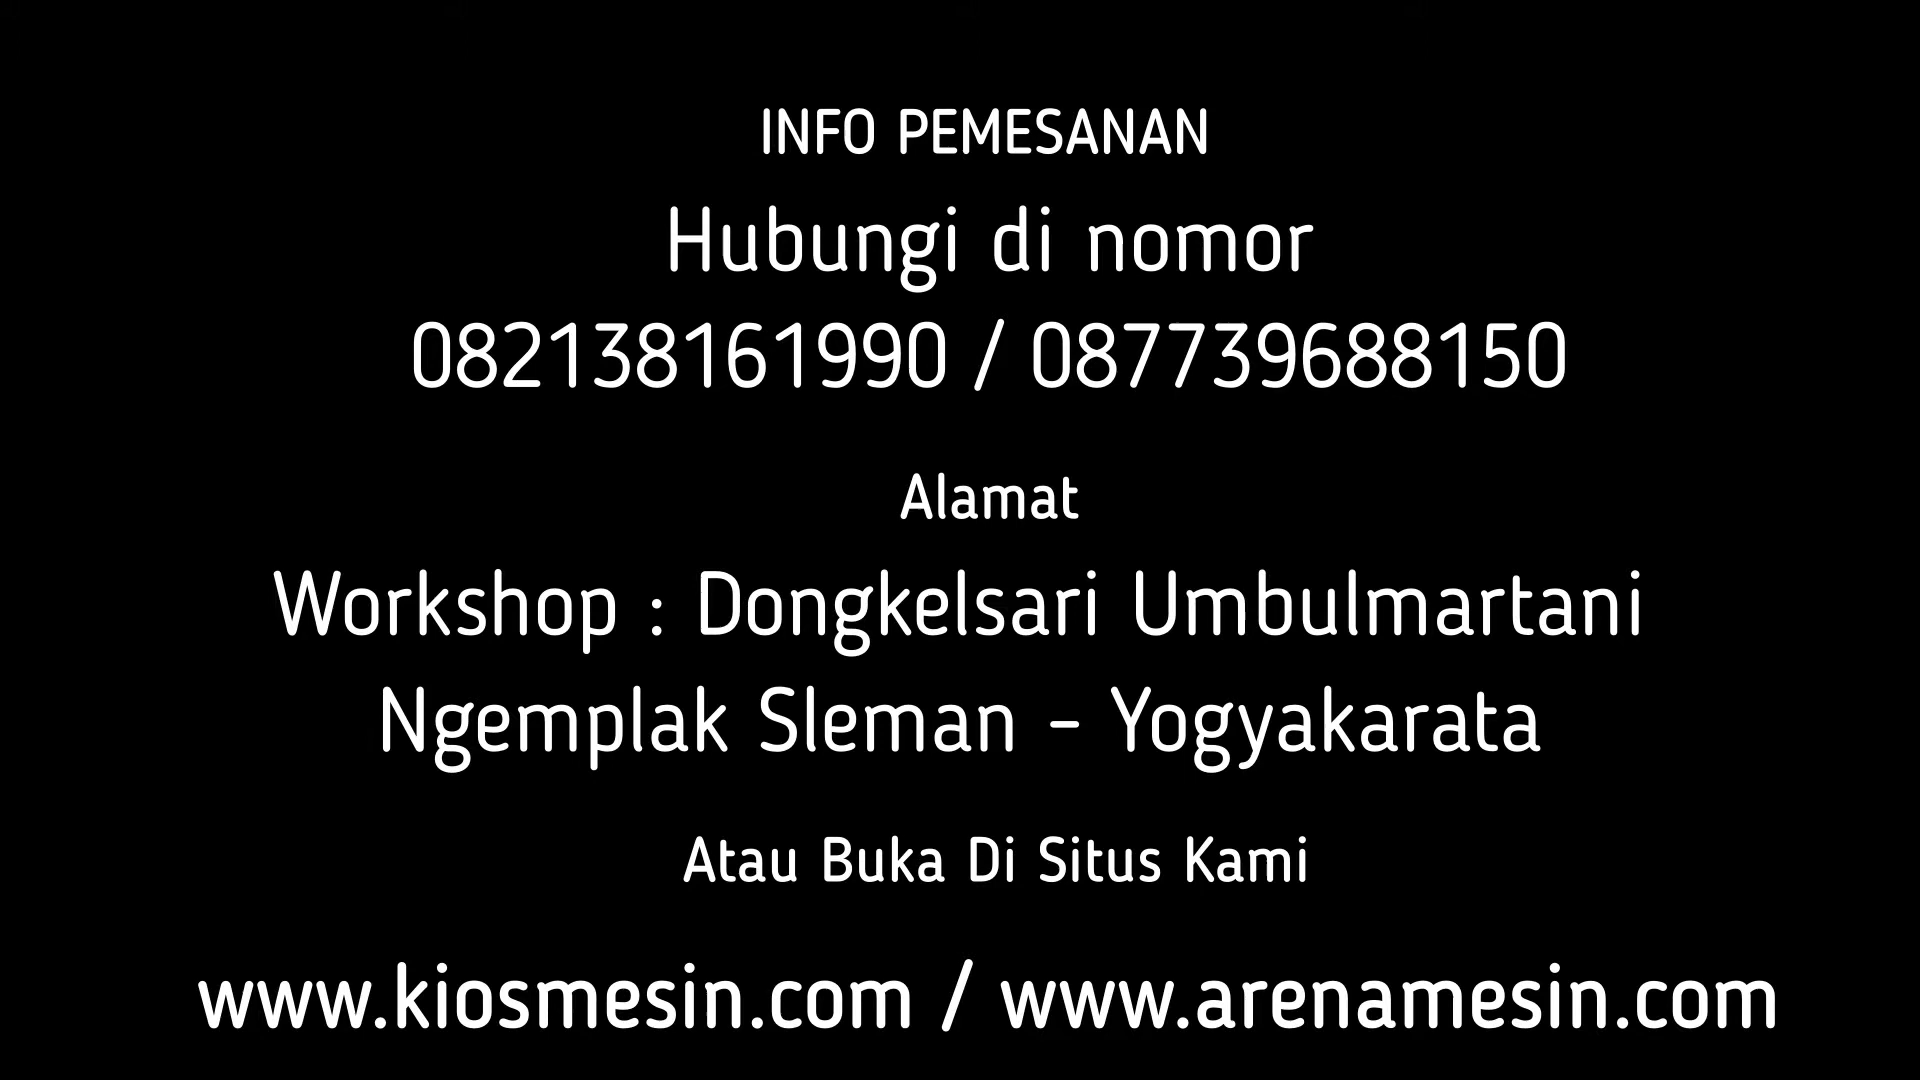 INFO PEMESANAN
Hubungi di nomor
082138161990 / 087739688150
Alamat
Workshop : Dongkelsari Umbulmartani
Ngemplak Sleman - Yogyakarata
Atau Buka Di Situs Kami
www.kiosmesin.com / www.arenamesin.com